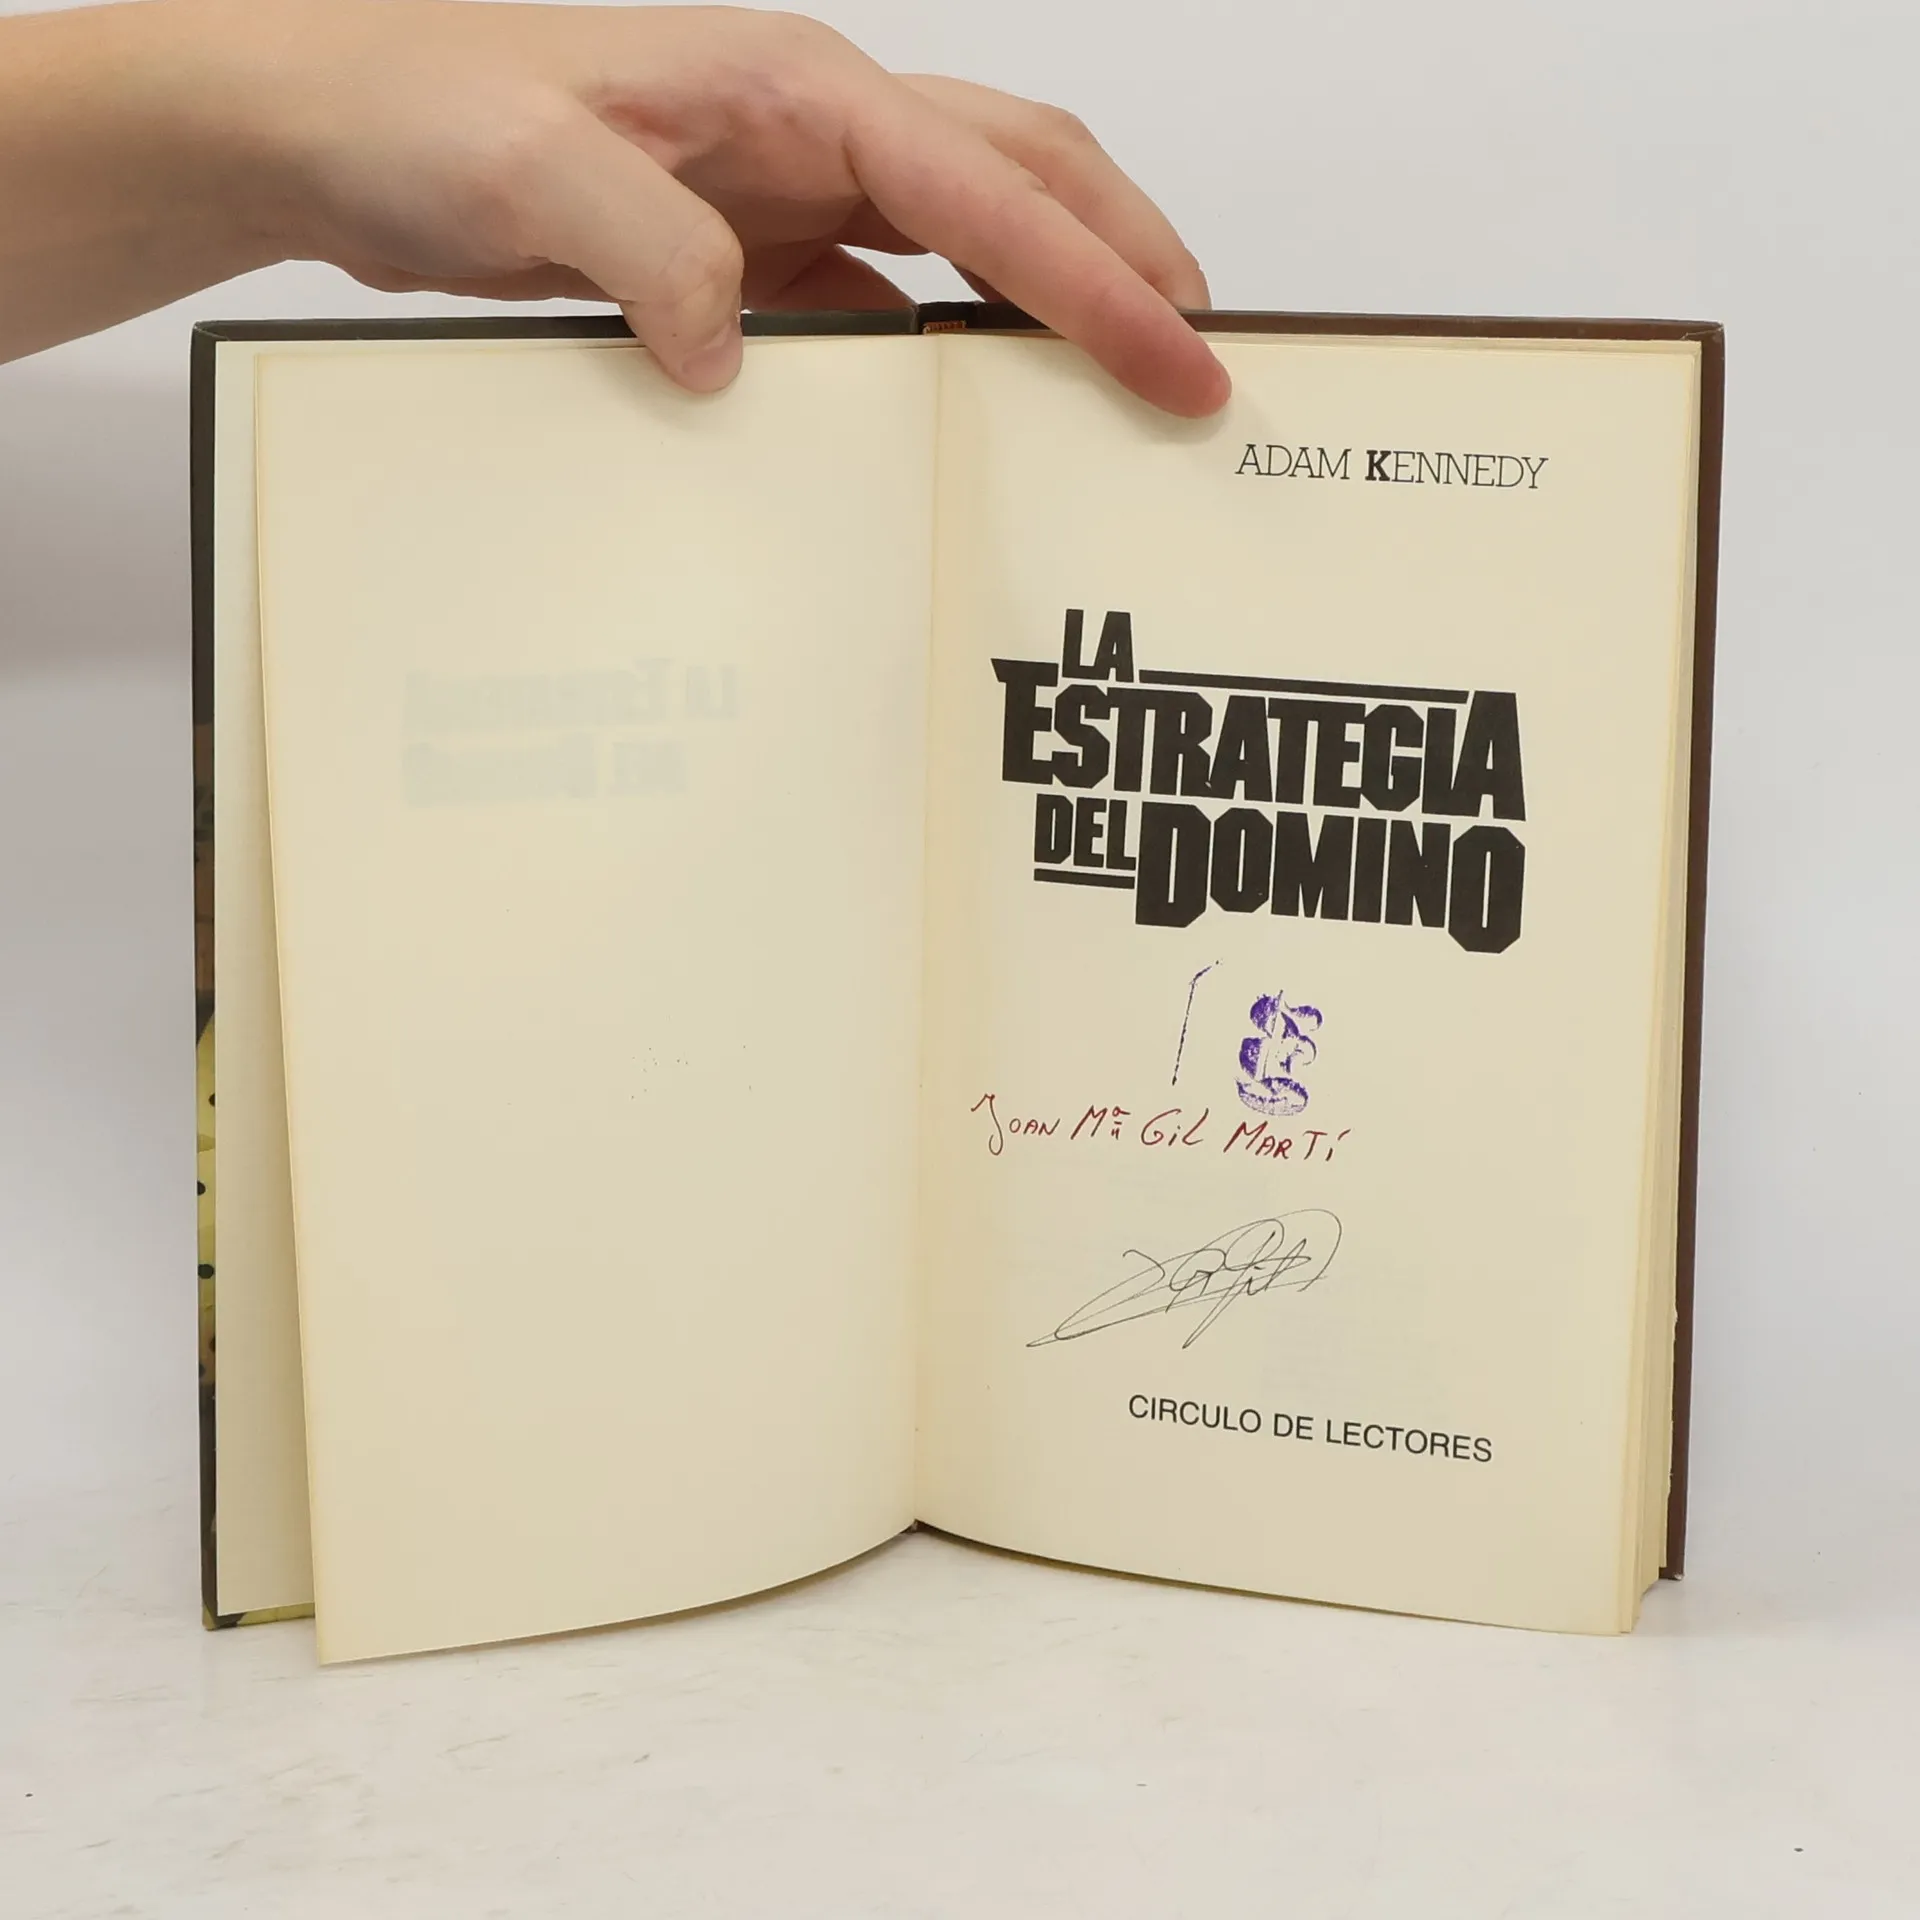 ADAM KENNEDY
LA
ESTRATEGIA
DEL DOMINO
JOAN Mª GIL MARTÍ
CIRCULO DE LECTORES